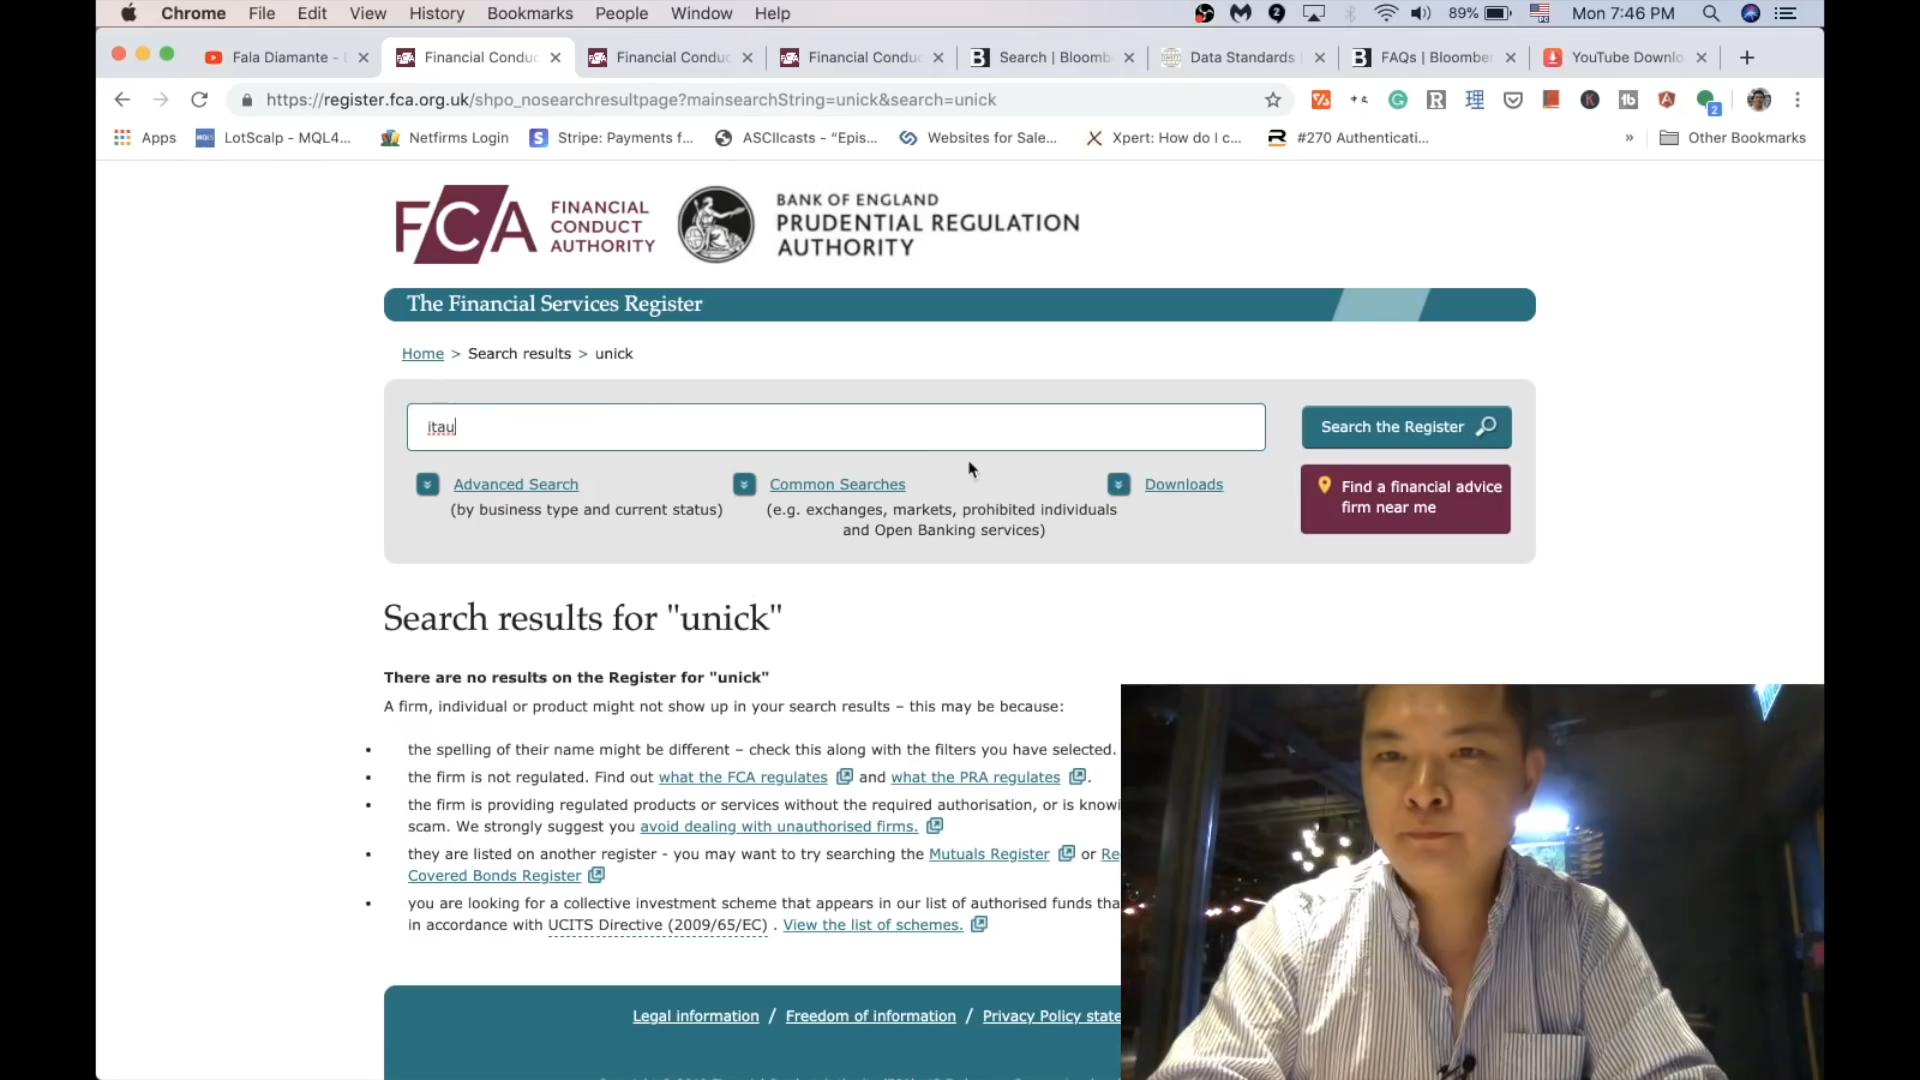 Chrome File Edit View History Bookmarks People Window Help 2 89% Mon 7:46 PM
Fala Diamante - Financial Conduc Financial Conduc Financial Conduc Search | Bloomb Data Standards FAQs | Bloomber YouTube Downlo
https://register.fca.org.uk/shpo_nosearchresultpage?mainsearchString=unick&search=unick
Apps LotScalp - MQL4... Netfirms Login Stripe: Payments f... ASCIIcasts - “Epis... Websites for Sale... Xpert: How do I c... #270 Authenticati... » Other Bookmarks
FCA FINANCIAL CONDUCT AUTHORITY
BANK OF ENGLAND
PRUDENTIAL REGULATION
AUTHORITY
The Financial Services Register
Home > Search results > unick
itau
Search the Register
Advanced Search
(by business type and current status)
Common Searches
(e.g. exchanges, markets, prohibited individuals
and Open Banking services)
Downloads
Find a financial advice
firm near me
Search results for "unick"
There are no results on the Register for "unick"
A firm, individual or product might not show up in your search results – this may be because:
• the spelling of their name might be different – check this along with the filters you have selected.
• the firm is not regulated. Find out what the FCA regulates and what the PRA regulates .
• the firm is providing regulated products or services without the required authorisation, or is knowi
scam. We strongly suggest you avoid dealing with unauthorised firms.
• they are listed on another register - you may want to try searching the Mutuals Register or Re
Covered Bonds Register
• you are looking for a collective investment scheme that appears in our list of authorised funds tha
in accordance with UCITS Directive (2009/65/EC) . View the list of schemes.
Legal information / Freedom of information / Privacy Policy state